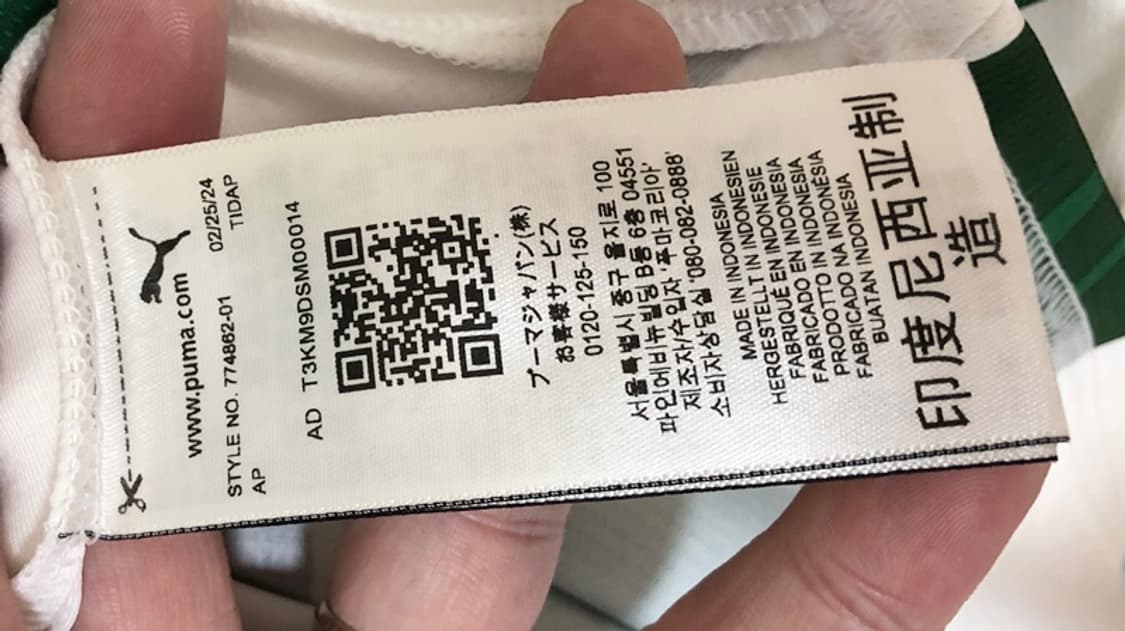 www.puma.com
STYLE NO. 774862-01 02/25/24
AP TIDAP
AD T3KM9DSM00014
プーマジャパン(株)
お客様サービス
0120-125-150
서울특별시 중구 을지로 100
파인에비뉴빌딩 B동 6층 04551
제조자/수입자 '푸마코리아'
소비자상담실 '080-082-0888'
MADE IN INDONESIA
HERGESTELLT IN INDONESIEN
FABRIQUÉ EN INDONESIE
FABRICADO EN INDONESIA
PRODOTTO IN INDONESIA
FABRICADO NA INDONÉSIA
BUATAN INDONESIA
印度尼西亚制
造